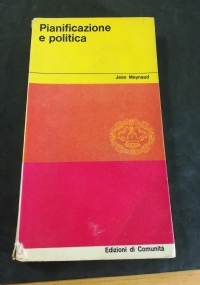 Pianificazione
e politica
Jean Meynaud
Edizioni di Comunità